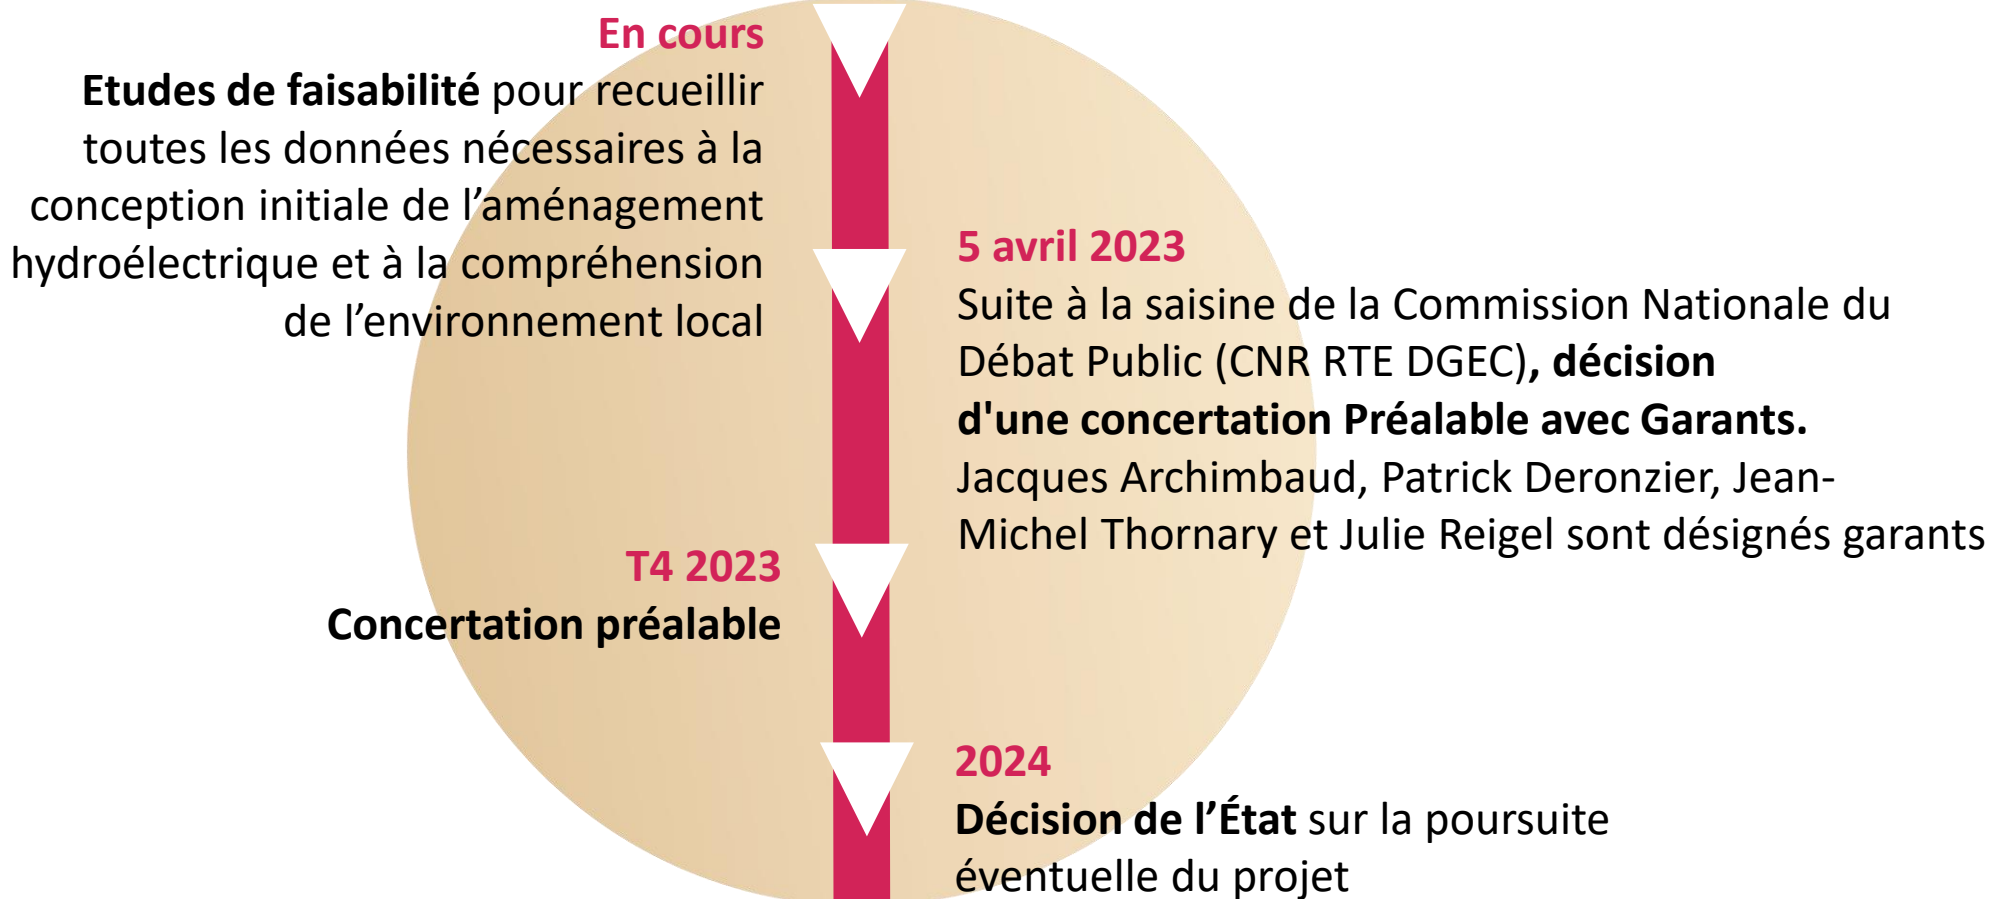 En cours
Etudes de faisabilité pour recueillir
toutes les données nécessaires à la
conception initiale de l’aménagement
hydroélectrique et à la compréhension
de l’environnement local
5 avril 2023
Suite à la saisine de la Commission Nationale du
Débat Public (CNR RTE DGEC), décision
d'une concertation Préalable avec Garants.
Jacques Archimbaud, Patrick Deronzier, Jean-
Michel Thornary et Julie Reigel sont désignés garants
T4 2023
Concertation préalable
2024
Décision de l’État sur la poursuite
éventuelle du projet